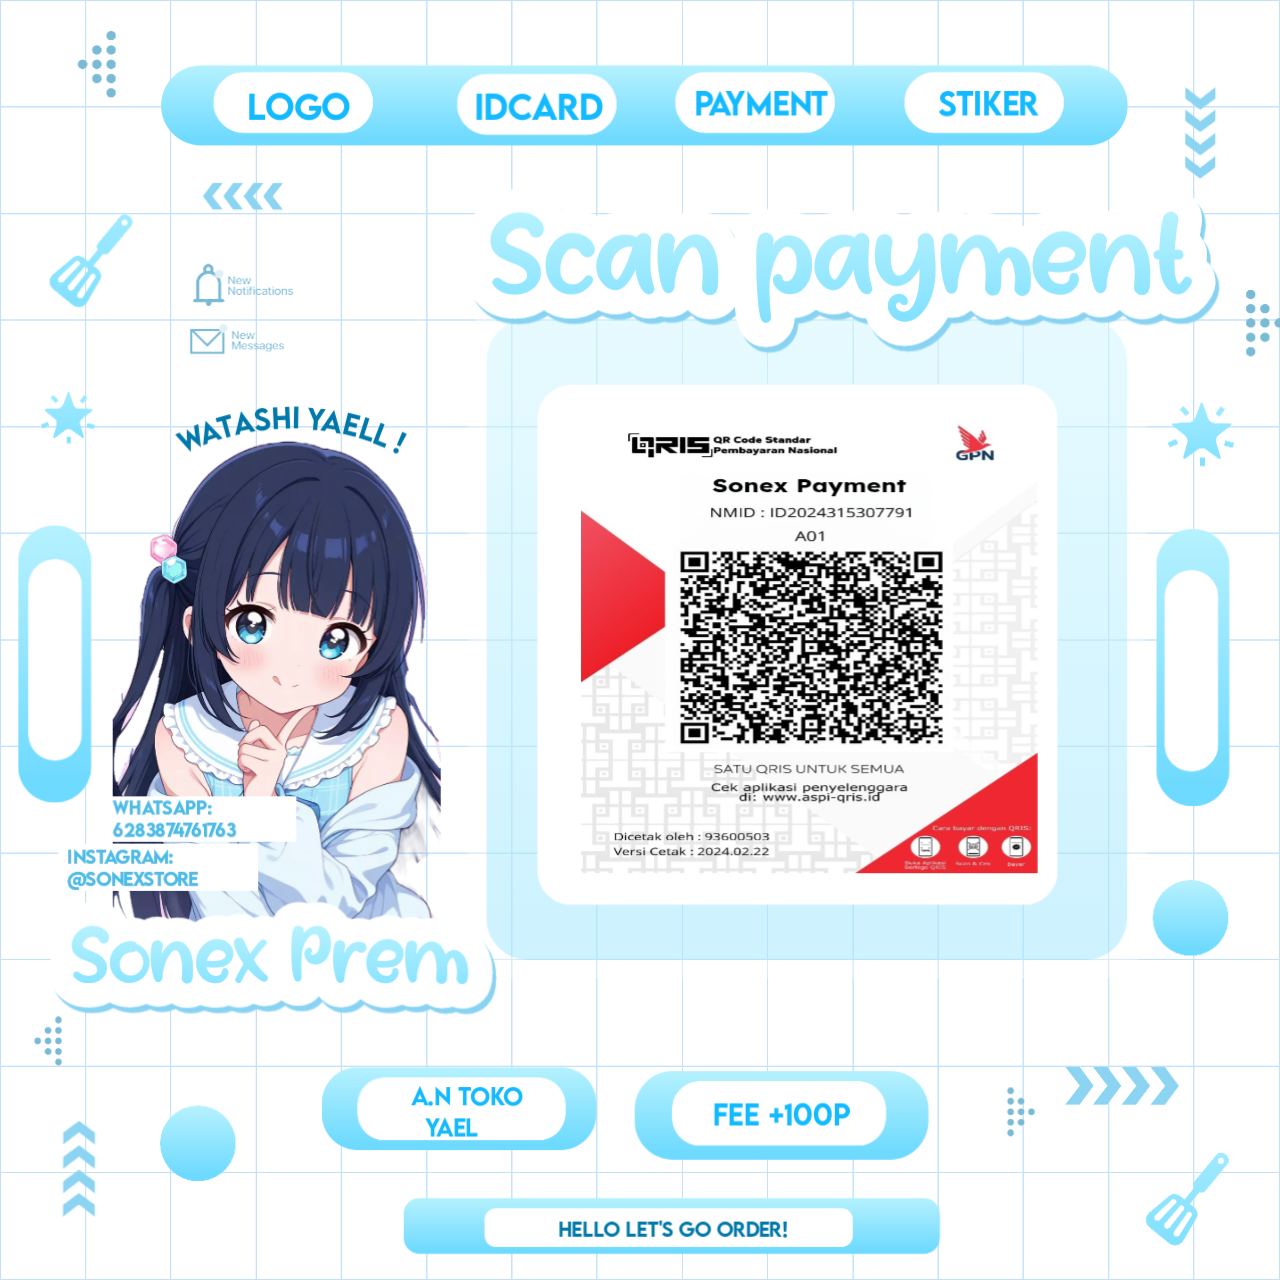 LOGO
IDCARD
PAYMENT
STIKER
Scan payment
New
Notifications
New
Messages
WATASHI YAELL !
QRIS QR Code Standar
Pembayaran Nasional
GPN
Sonex Payment
NMID : ID2024315307791
A01
SATU QRIS UNTUK SEMUA
Cek aplikasi penyelenggara
di: www.aspi-qris.id
Dicetak oleh : 93600503
Versi Cetak : 2024.02.22
Cara bayar dengan QRIS:
Buka Aplikasi
berlogo QRIS
Scan & Cek
Bayar
WHATSAPP:
6283874761763
INSTAGRAM:
@SONEXSTORE
Sonex Prem
A.N TOKO
YAEL
FEE +100P
HELLO LET'S GO ORDER!